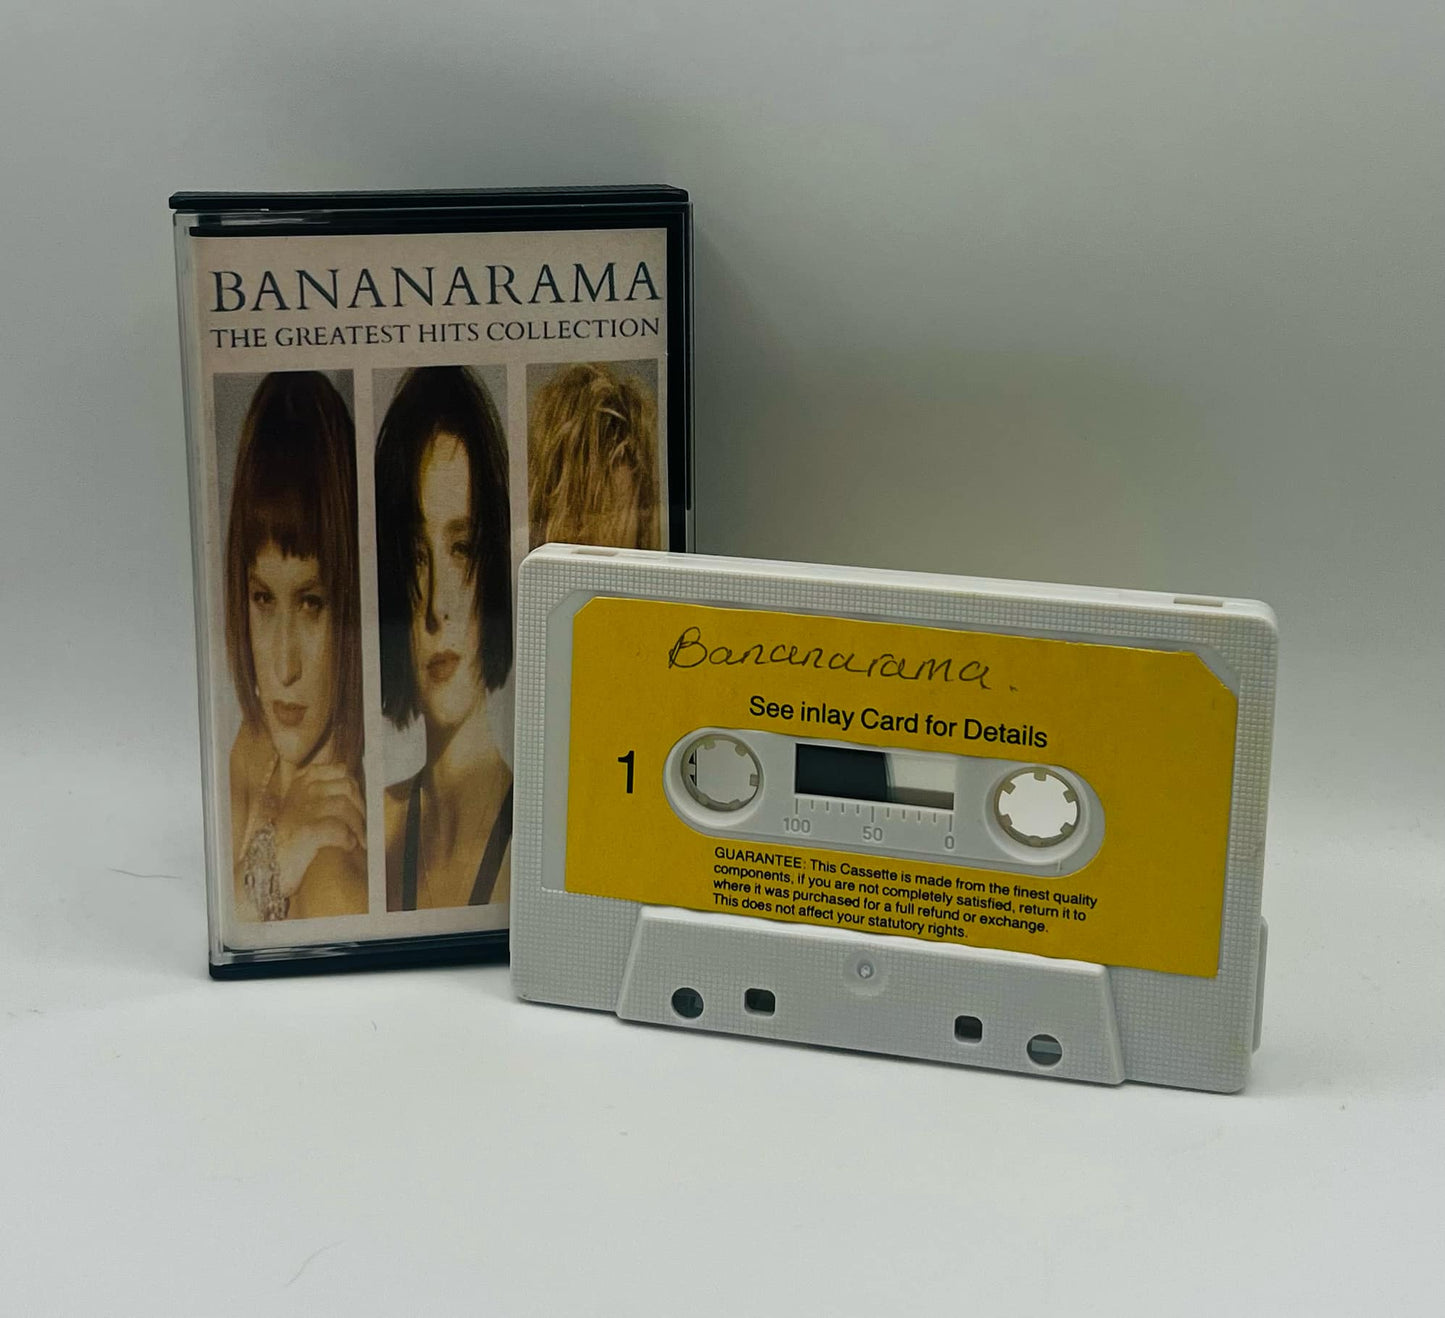 BANANARAMA
THE GREATEST HITS COLLECTION
Bananarama.
See inlay Card for Details
1
100 50 0
GUARANTEE: This Cassette is made from the finest quality
components, if you are not completely satisfied, return it to
where it was purchased for a full refund or exchange.
This does not affect your statutory rights.